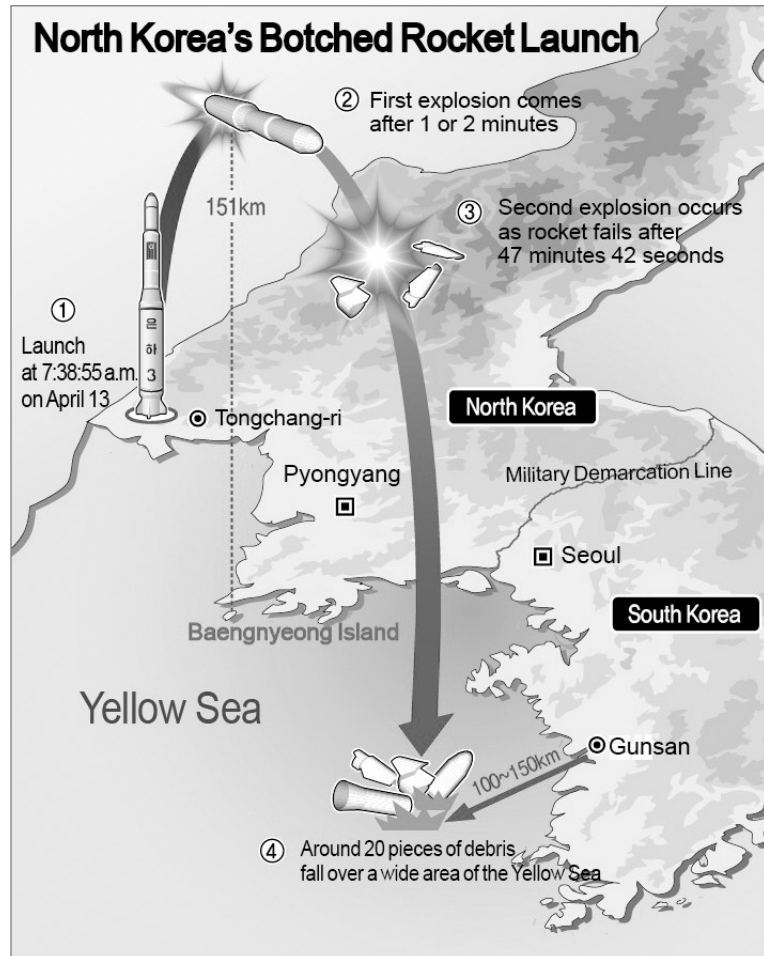 North Korea's Botched Rocket Launch
② First explosion comes
after 1 or 2 minutes
151km
③ Second explosion occurs
as rocket fails after
47 minutes 42 seconds
①
Launch
at 7:38:55 a.m.
on April 13
은
하
3
Tongchang-ri
North Korea
Pyongyang
Military Demarcation Line
Seoul
South Korea
Baengnyeong Island
Yellow Sea
Gunsan
100~150km
④ Around 20 pieces of debris
fall over a wide area of the Yellow Sea